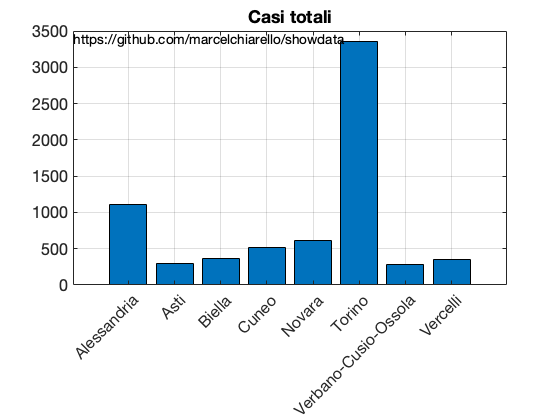 Casi totali
https://github.com/marcelchiarello/showdata
3500
3000
2500
2000
1500
1000
500
0
Alessandria
Asti
Biella
Cuneo
Novara
Torino
Verbano-Cusio-Ossola
Vercelli